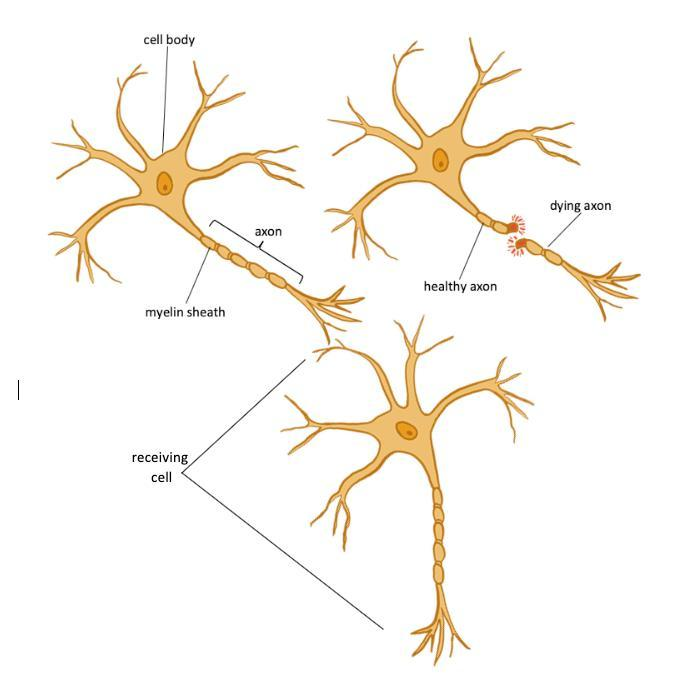 cell body
axon
myelin sheath
dying axon
healthy axon
receiving
cell